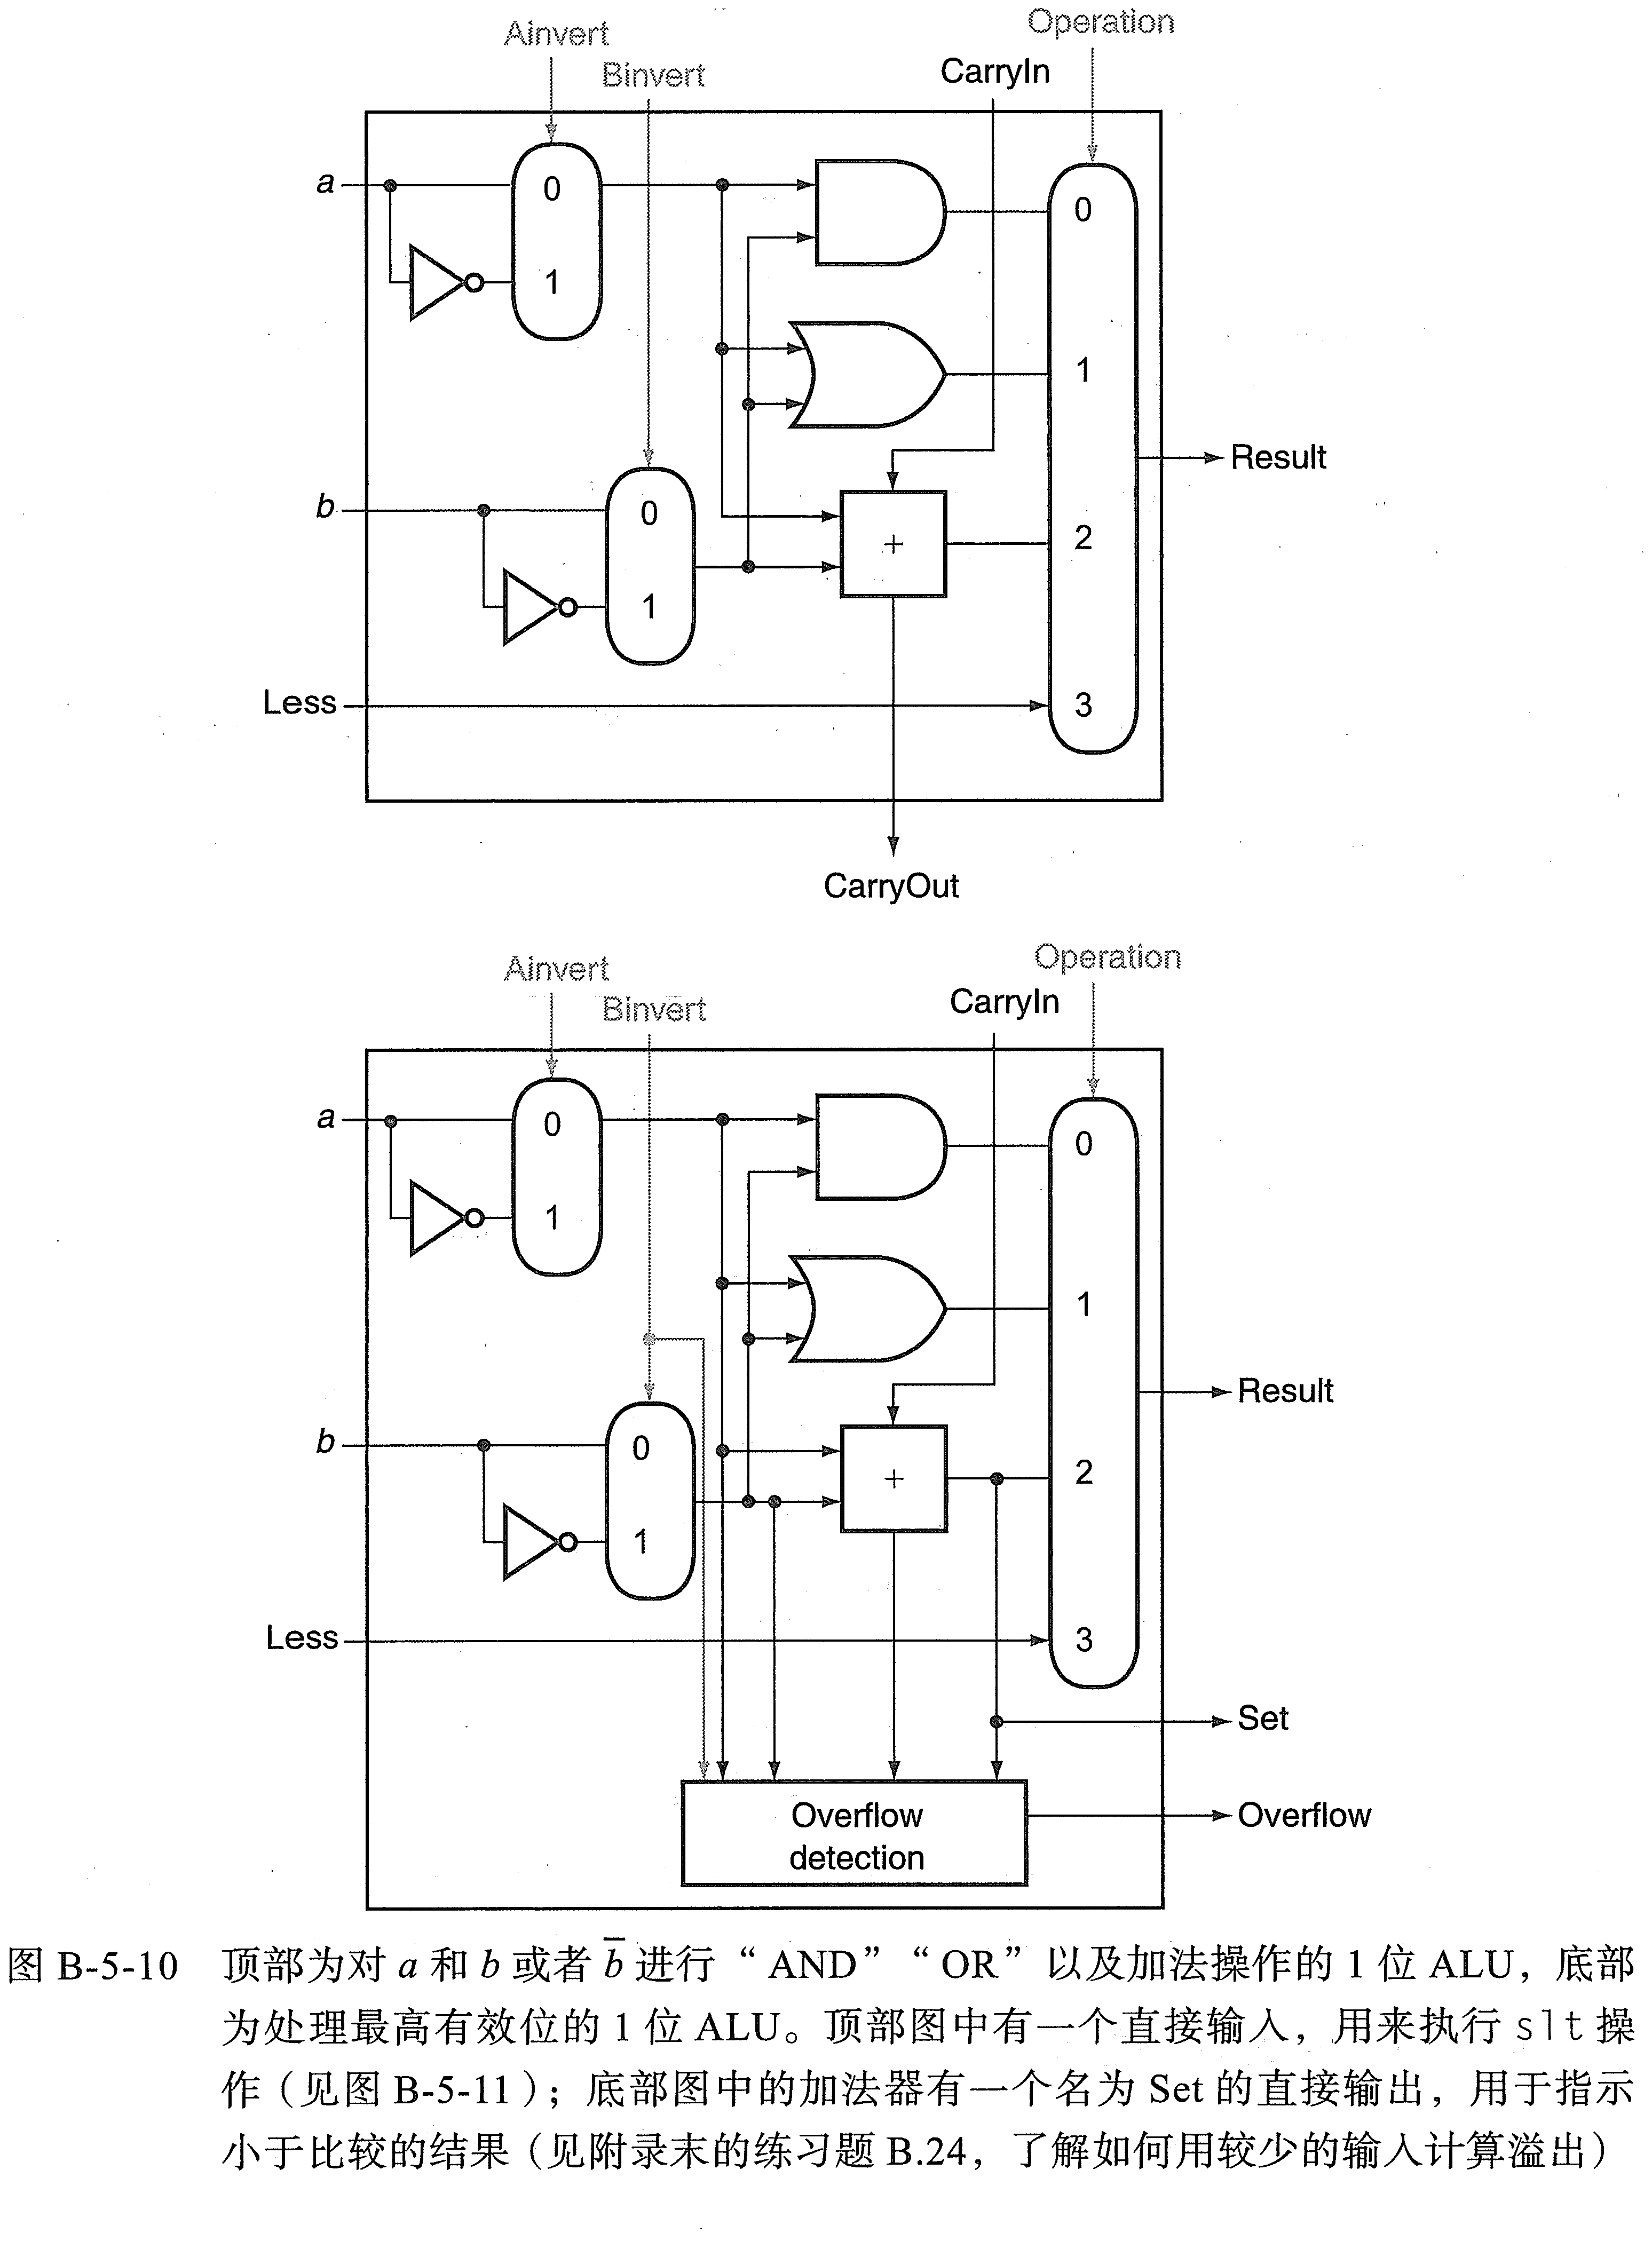 Operation
Ainvert
CarryIn
Binvert
a
0
0
1
1
b
0
+
2
1
Result
Less
3
CarryOut
Operation
Ainvert
CarryIn
Binvert
a
0
0
1
1
b
0
+
2
1
Result
Less
3
Set
Overflow
detection
Overflow
图 B-5-10 顶部为对 a 和 b 或者 b̅ 进行“AND”“OR”以及加法操作的 1 位 ALU，底部
为处理最高有效位的 1 位 ALU。顶部图中有一个直接输入，用来执行 slt 操
作（见图 B-5-11）；底部图中的加法器有一个名为 Set 的直接输出，用于指示
小于比较的结果（见附录末的练习题 B.24，了解如何用较少的输入计算溢出）